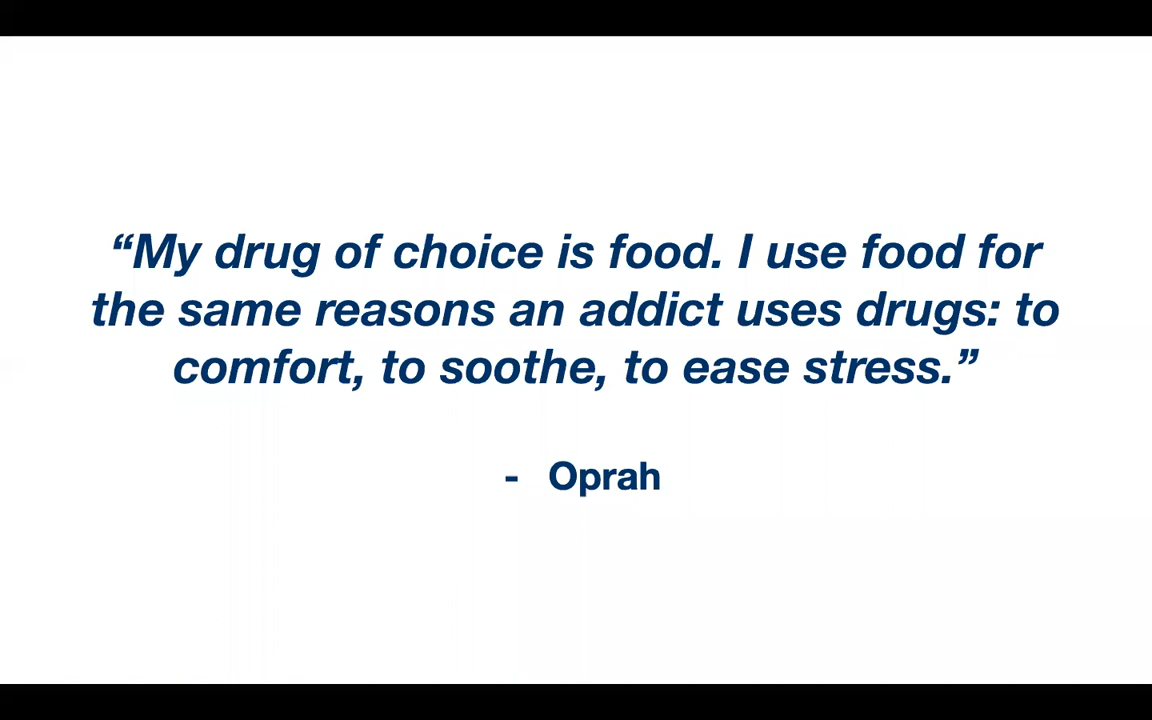 “My drug of choice is food. I use food for
the same reasons an addict uses drugs: to
comfort, to soothe, to ease stress.”
- Oprah